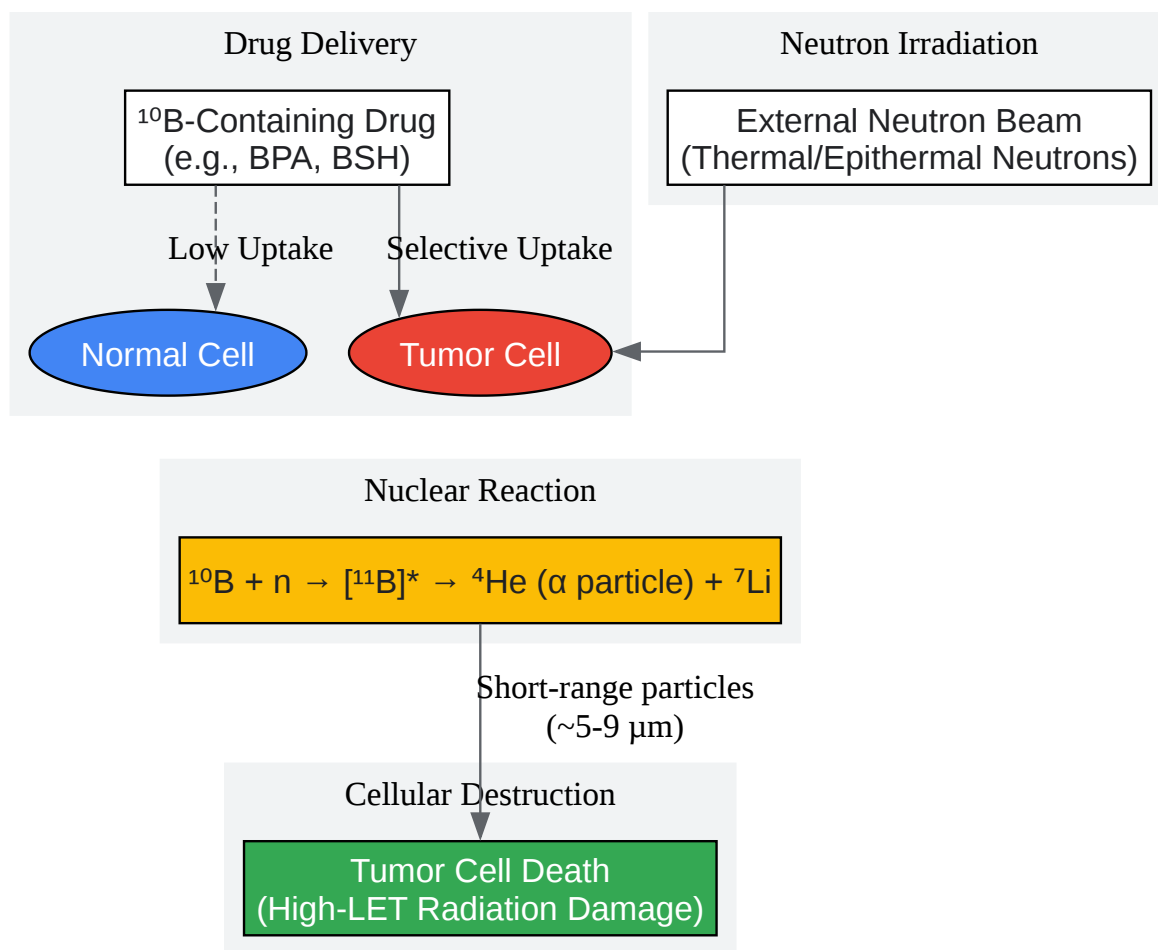 Drug Delivery
Neutron Irradiation
¹⁰B-Containing Drug
(e.g., BPA, BSH)
External Neutron Beam
(Thermal/Epithermal Neutrons)
Low Uptake
Selective Uptake
Normal Cell
Tumor Cell
Nuclear Reaction
¹⁰B + n → [¹¹B]* → ⁴He (α particle) + ⁷Li
Short-range particles
(~5-9 µm)
Cellular Destruction
Tumor Cell Death
(High-LET Radiation Damage)